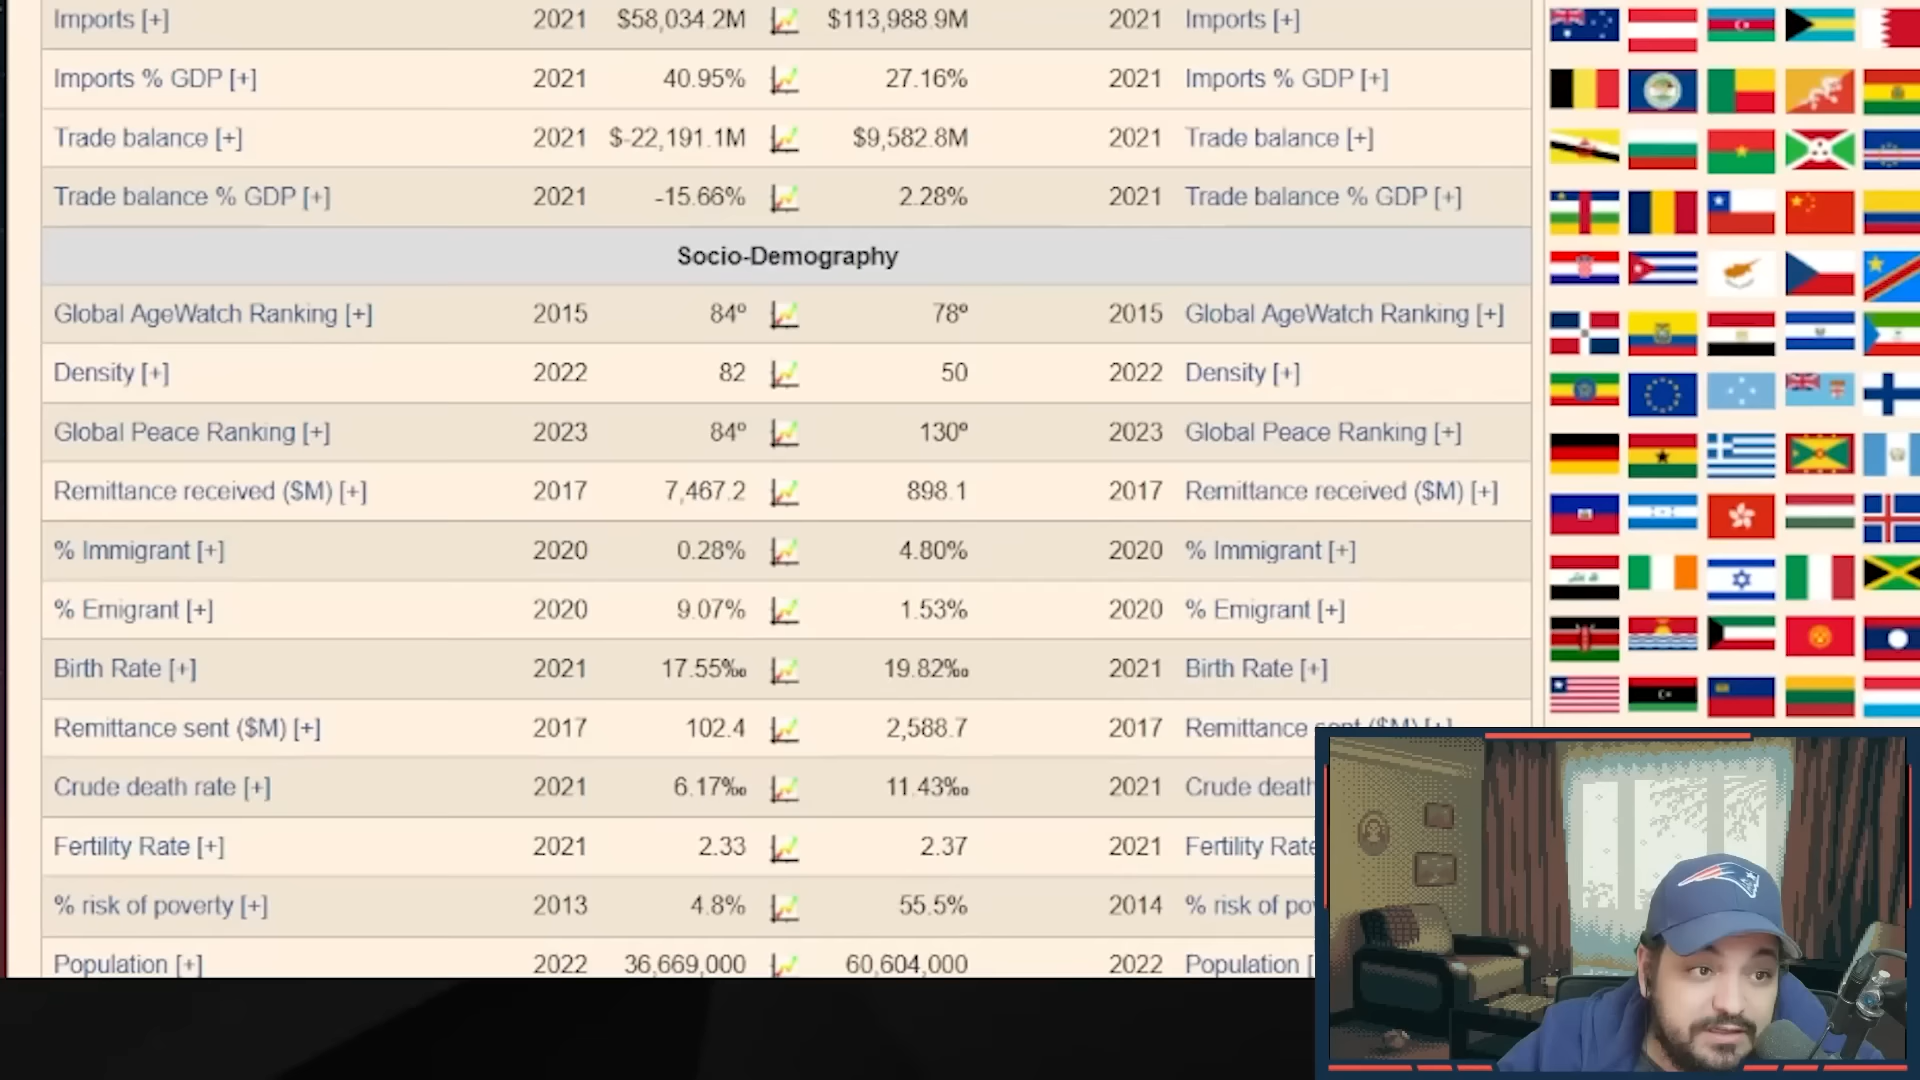 Imports [+] 2021 $58,034.2M $113,988.9M 2021 Imports [+]
Imports % GDP [+] 2021 40.95% 27.16% 2021 Imports % GDP [+]
Trade balance [+] 2021 $-22,191.1M $9,582.8M 2021 Trade balance [+]
Trade balance % GDP [+] 2021 -15.66% 2.28% 2021 Trade balance % GDP [+]
Socio-Demography
Global AgeWatch Ranking [+] 2015 84º 78º 2015 Global AgeWatch Ranking [+]
Density [+] 2022 82 50 2022 Density [+]
Global Peace Ranking [+] 2023 84º 130º 2023 Global Peace Ranking [+]
Remittance received ($M) [+] 2017 7,467.2 898.1 2017 Remittance received ($M) [+]
% Immigrant [+] 2020 0.28% 4.80% 2020 % Immigrant [+]
% Emigrant [+] 2020 9.07% 1.53% 2020 % Emigrant [+]
Birth Rate [+] 2021 17.55‰ 19.82‰ 2021 Birth Rate [+]
Remittance sent ($M) [+] 2017 102.4 2,588.7 2017 Remittance sent ($M) [+]
Crude death rate [+] 2021 6.17‰ 11.43‰ 2021 Crude death
Fertility Rate [+] 2021 2.33 2.37 2021 Fertility Rate
% risk of poverty [+] 2013 4.8% 55.5% 2014 % risk of po
Population [+] 2022 36,669,000 60,604,000 2022 Population [